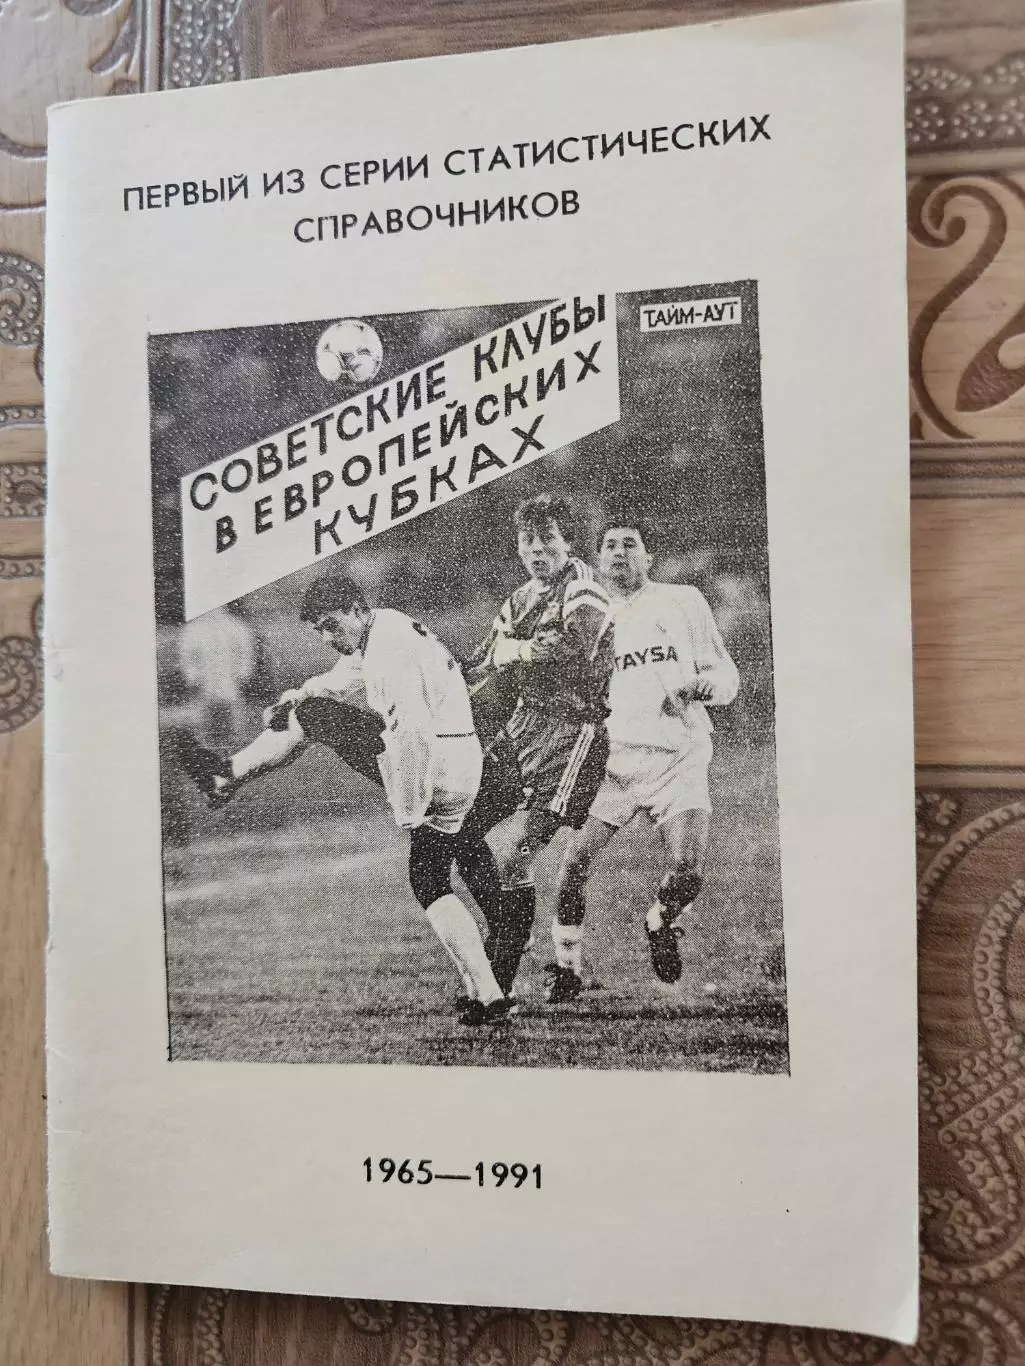 ПЕРВЫЙ ИЗ СЕРИИ СТАТИСТИЧЕСКИХ
СПРАВОЧНИКОВ
ТАЙМ-АУТ
СОВЕТСКИЕ КЛУБЫ
В ЕВРОПЕЙСКИХ
КУБКАХ
TAYSA
1965—1991